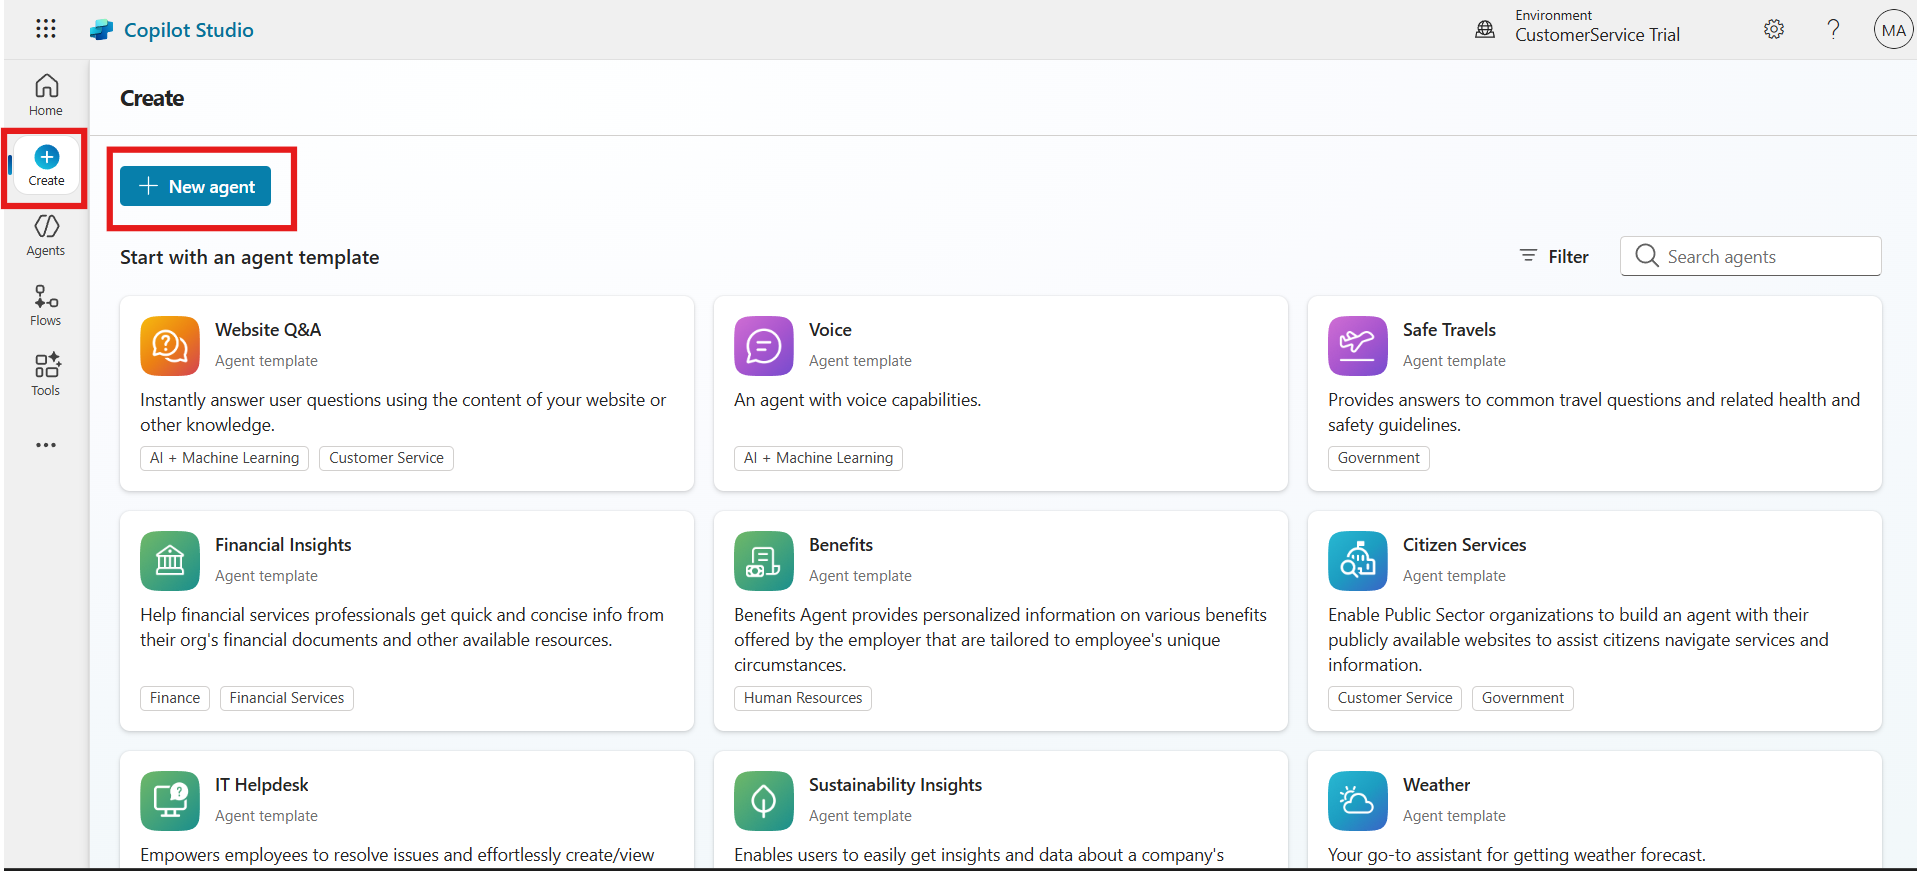 Copilot Studio
Environment
CustomerService Trial
?
MA
Home
Create
Agents
Flows
Tools
Create
New agent
Start with an agent template
Filter
Search agents
Website Q&A
Agent template
Instantly answer user questions using the content of your website or
other knowledge.
AI + Machine Learning
Customer Service
Voice
Agent template
An agent with voice capabilities.
AI + Machine Learning
Safe Travels
Agent template
Provides answers to common travel questions and related health and
safety guidelines.
Government
Financial Insights
Agent template
Help financial services professionals get quick and concise info from
their org's financial documents and other available resources.
Finance
Financial Services
Benefits
Agent template
Benefits Agent provides personalized information on various benefits
offered by the employer that are tailored to employee's unique
circumstances.
Human Resources
Citizen Services
Agent template
Enable Public Sector organizations to build an agent with their
publicly available websites to assist citizens navigate services and
information.
Customer Service
Government
IT Helpdesk
Agent template
Empowers employees to resolve issues and effortlessly create/view
Sustainability Insights
Agent template
Enables users to easily get insights and data about a company's
Weather
Agent template
Your go-to assistant for getting weather forecast.